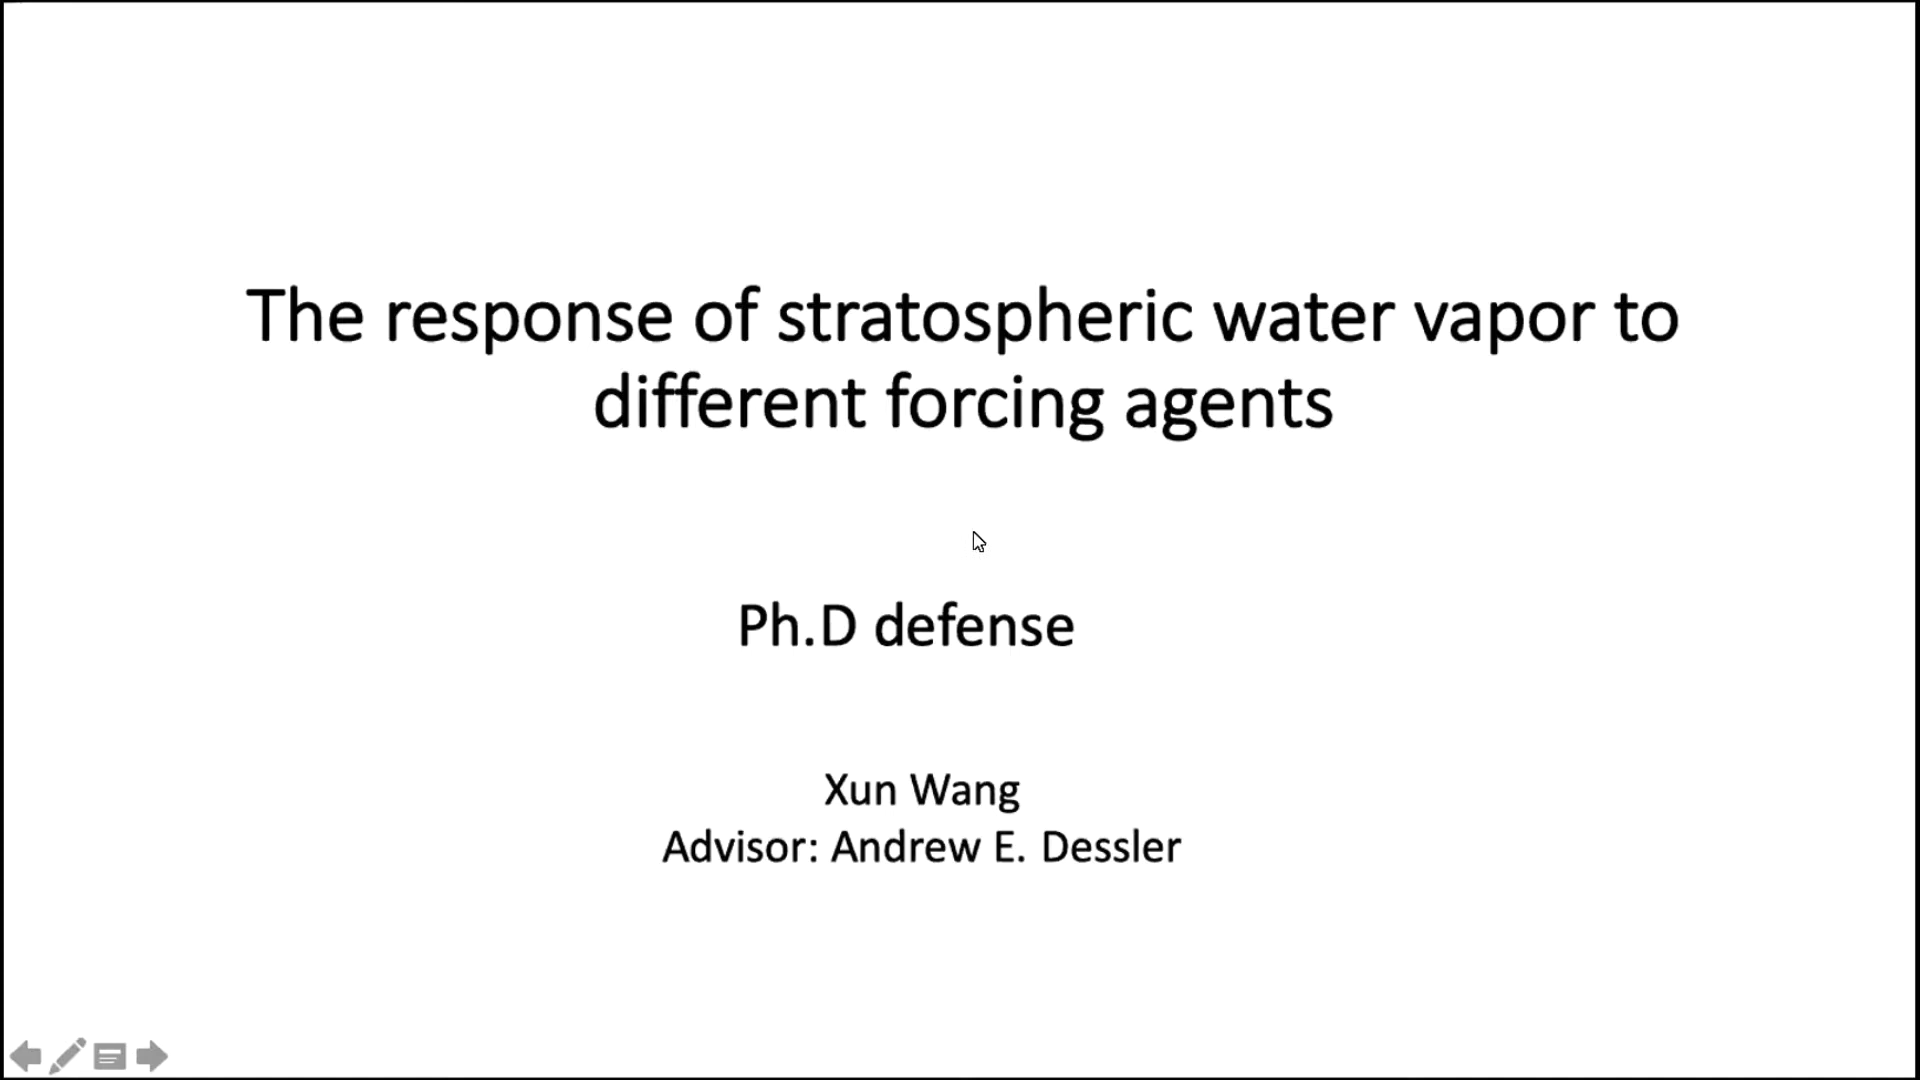 The response of stratospheric water vapor to
different forcing agents
Ph.D defense
Xun Wang
Advisor: Andrew E. Dessler